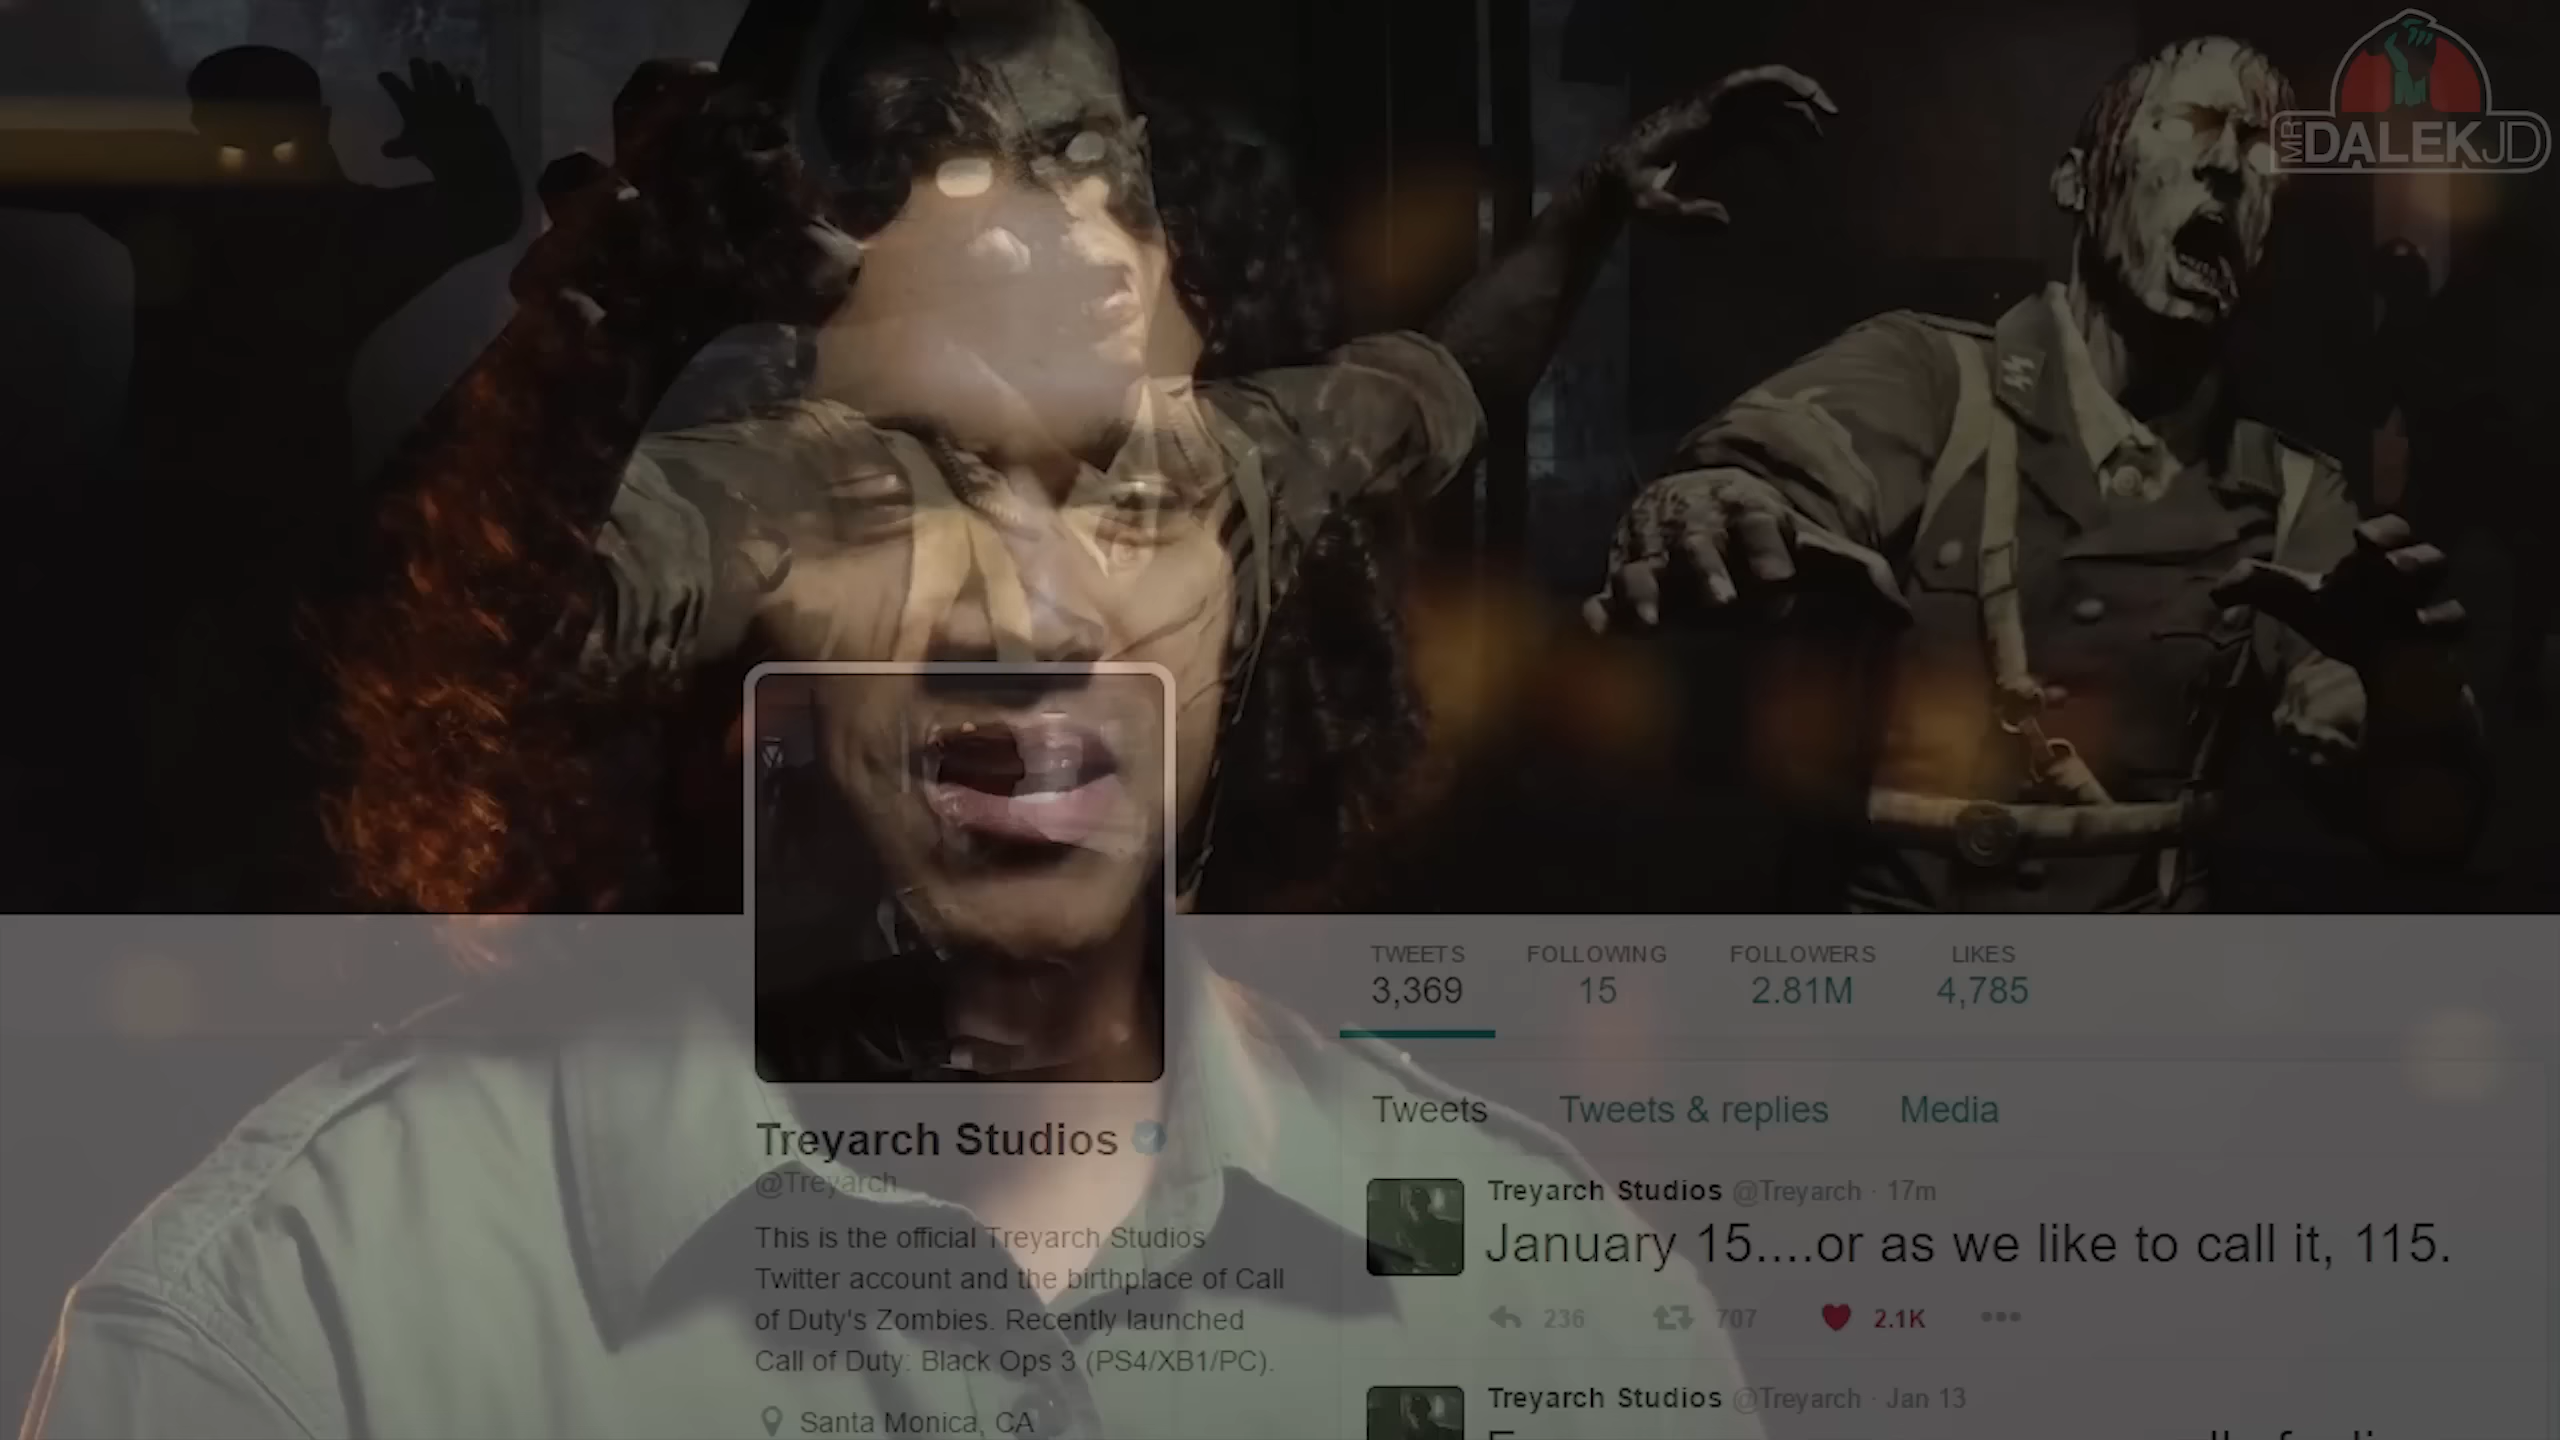 MR DALEKJD
TWEETS FOLLOWING FOLLOWERS LIKES
3,369 15 2.81M 4,785
Tweets Tweets & replies Media
Treyarch Studios
@Treyarch
This is the official Treyarch Studios
Twitter account and the birthplace of Call
of Duty's Zombies. Recently launched
Call of Duty: Black Ops 3 (PS4/XB1/PC).
Santa Monica, CA
Treyarch Studios @Treyarch · 17m
January 15....or as we like to call it, 115.
236 707 2.1K
Treyarch Studios @Treyarch · Jan 13